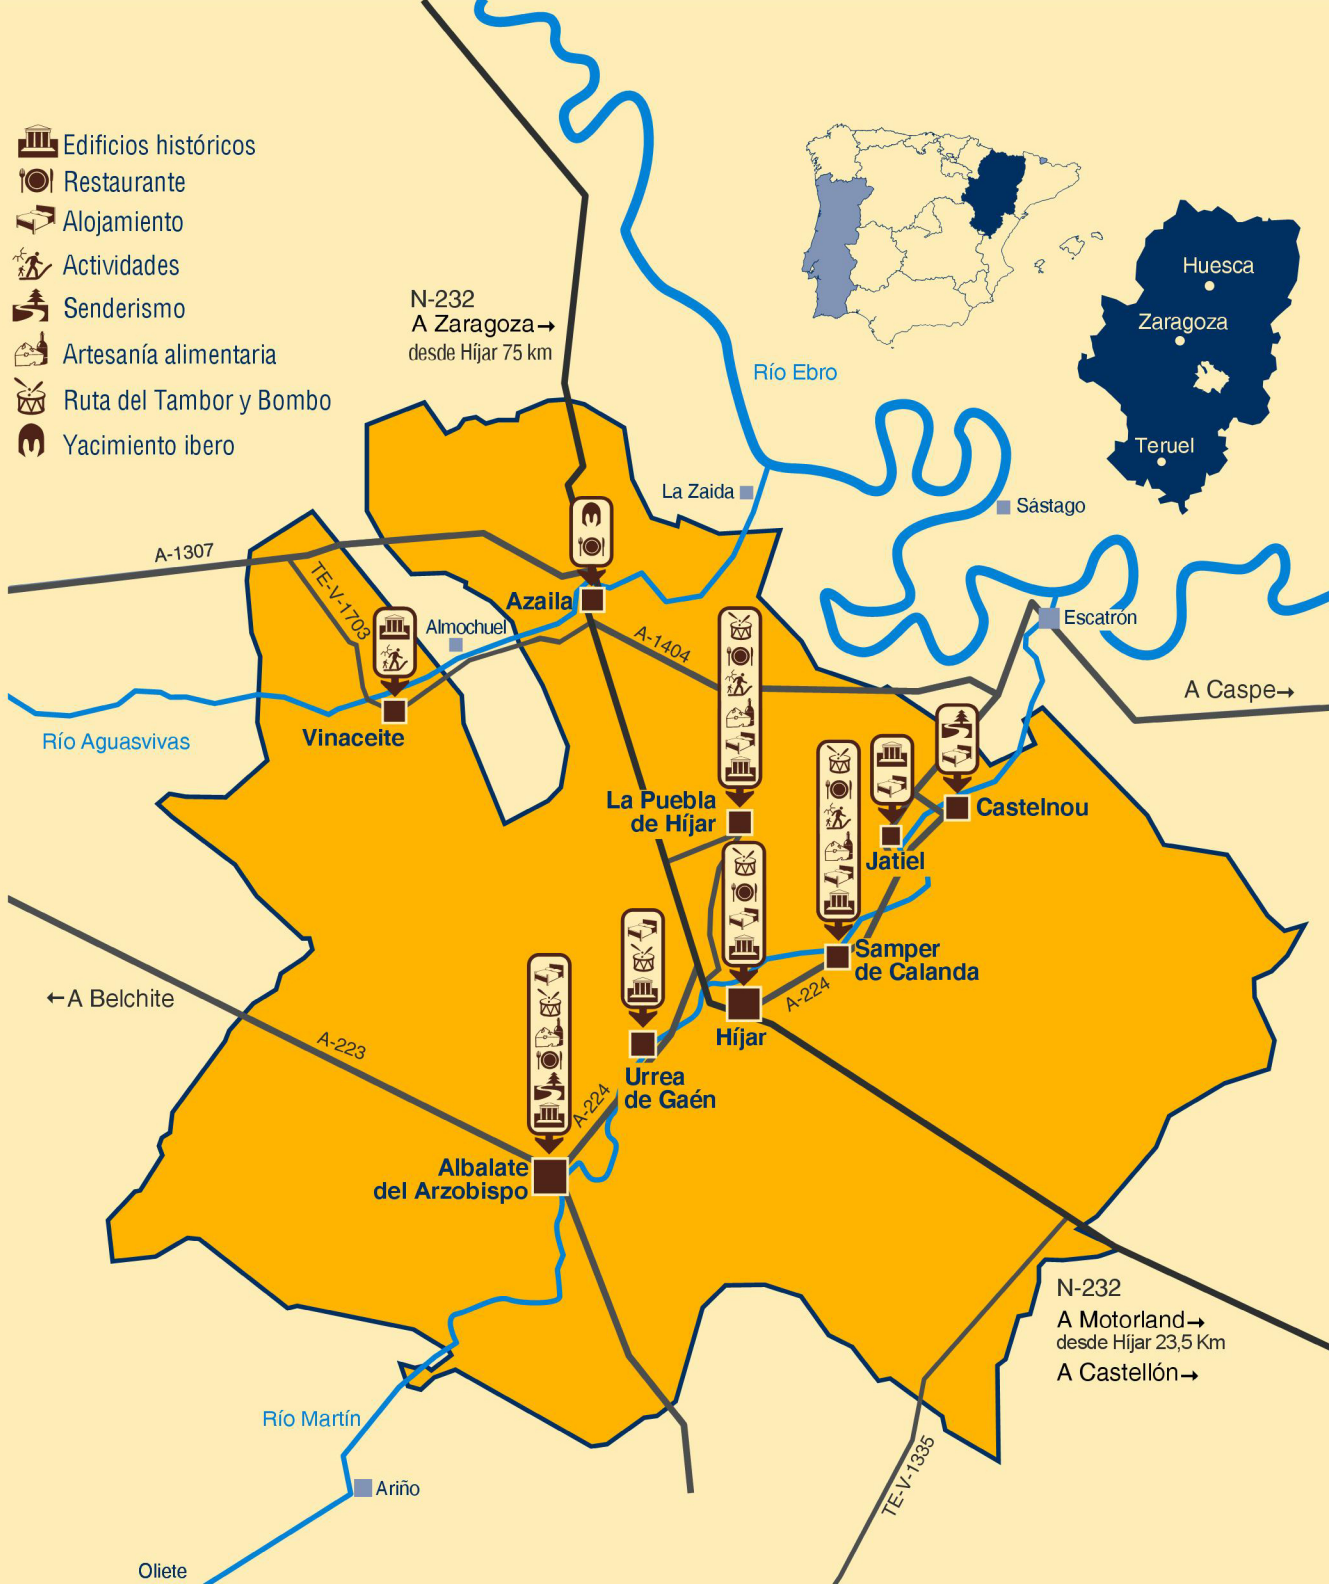 Edificios históricos
Restaurante
Alojamiento
Actividades
Senderismo
Artesanía alimentaria
Ruta del Tambor y Bombo
Yacimiento ibero
N-232
A Zaragoza→
desde Híjar 75 km
Río Ebro
Huesca
Zaragoza
Teruel
La Zaida
Sástago
A-1307
TE-V-1703
Azaila
Almochuel
A-1404
Escatrón
A Caspe→
Vinaceite
Río Aguasvivas
La Puebla
de Híjar
Castelnou
Jatiel
Samper
de Calanda
A-224
←A Belchite
A-223
Híjar
Urrea
de Gaén
A-224
Albalate
del Arzobispo
N-232
A Motorland→
desde Híjar 23,5 Km
A Castellón→
Río Martín
TE-V-1335
Ariño
Oliete